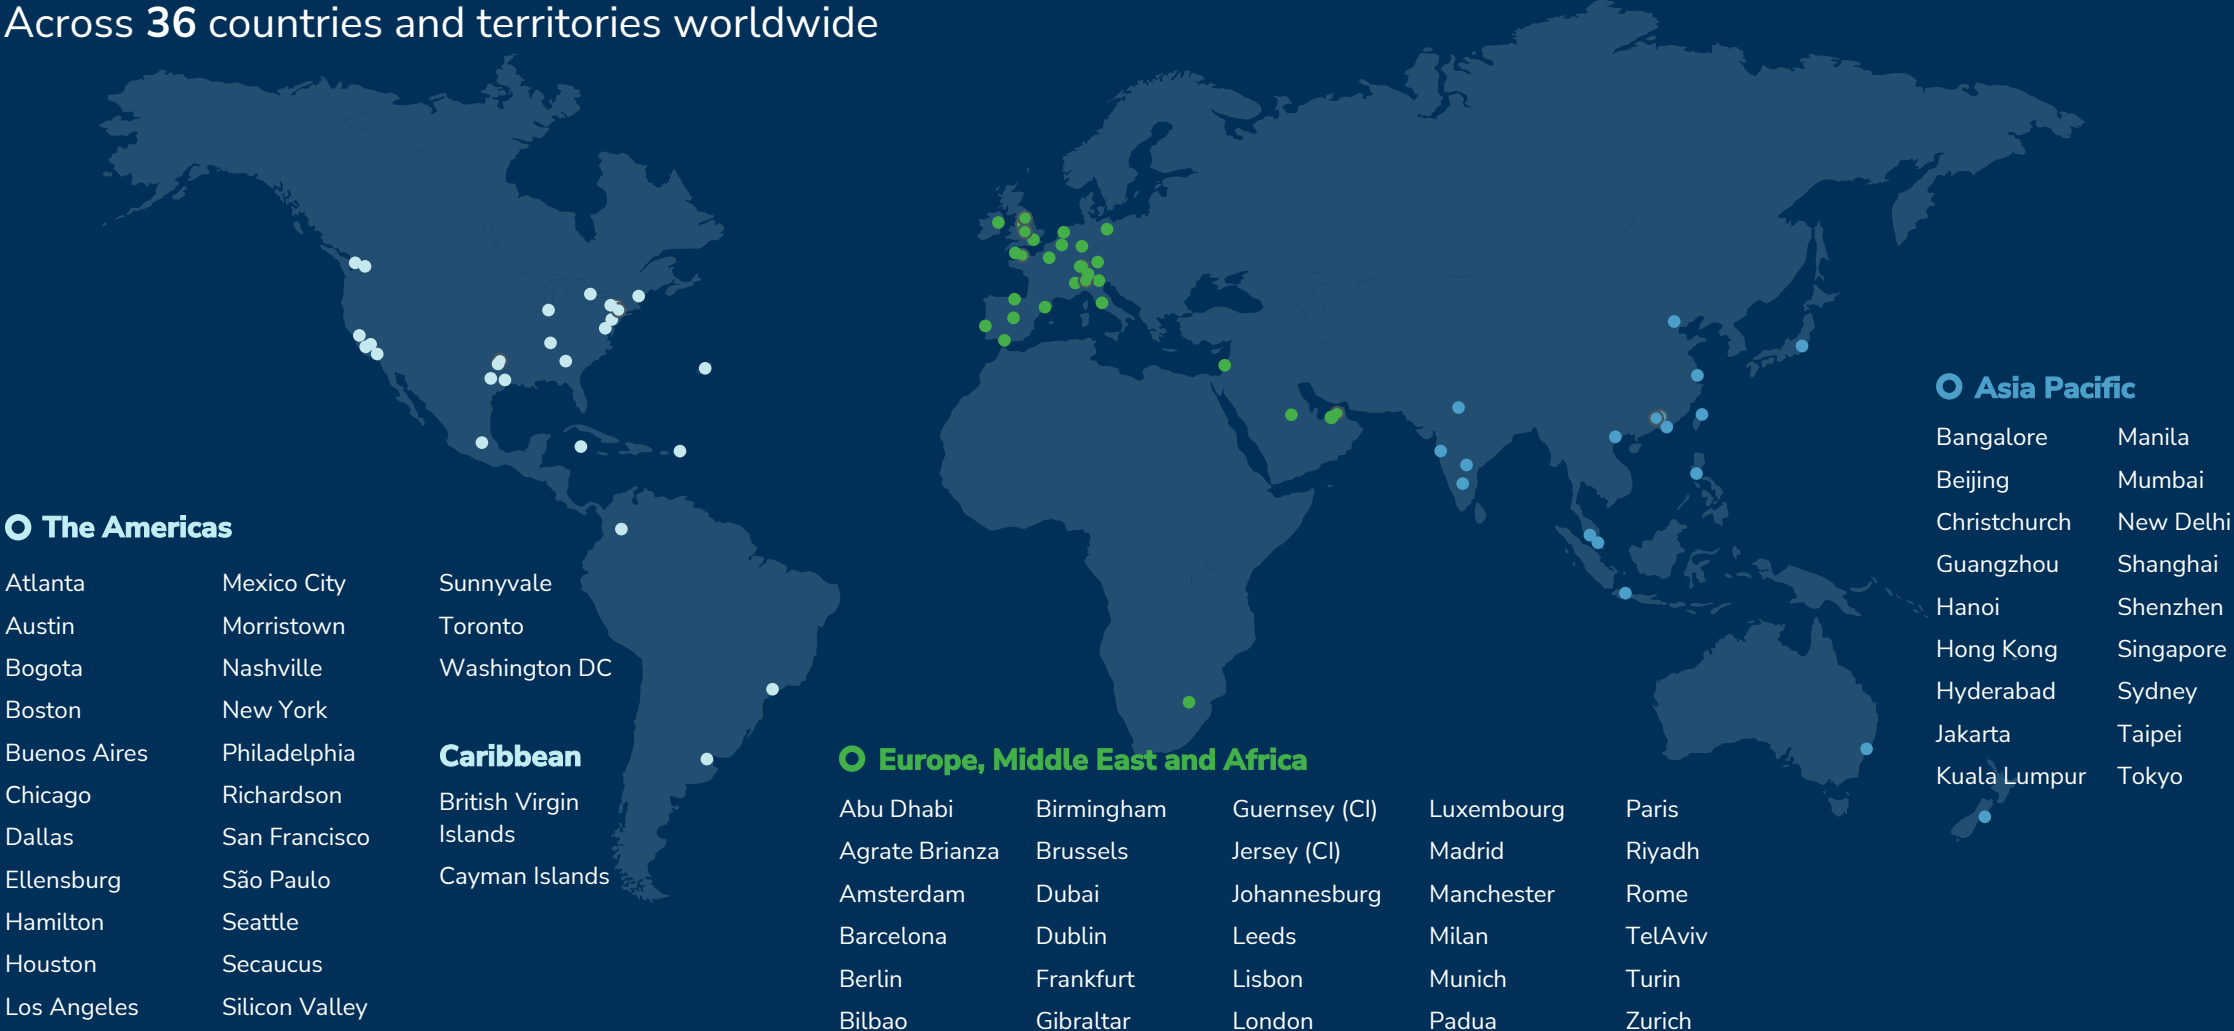 Across 36 countries and territories worldwide
The Americas
Atlanta
Austin
Bogota
Boston
Buenos Aires
Chicago
Dallas
Ellensburg
Hamilton
Houston
Los Angeles
Mexico City
Morristown
Nashville
New York
Philadelphia
Richardson
San Francisco
São Paulo
Seattle
Secaucus
Silicon Valley
Sunnyvale
Toronto
Washington DC
Caribbean
British Virgin
Islands
Cayman Islands
Europe, Middle East and Africa
Abu Dhabi
Agrate Brianza
Amsterdam
Barcelona
Berlin
Bilbao
Birmingham
Brussels
Dubai
Dublin
Frankfurt
Gibraltar
Guernsey (CI)
Jersey (CI)
Johannesburg
Leeds
Lisbon
London
Luxembourg
Madrid
Manchester
Milan
Munich
Padua
Paris
Riyadh
Rome
TelAviv
Turin
Zurich
Asia Pacific
Bangalore
Beijing
Christchurch
Guangzhou
Hanoi
Hong Kong
Hyderabad
Jakarta
Kuala Lumpur
Manila
Mumbai
New Delhi
Shanghai
Shenzhen
Singapore
Sydney
Taipei
Tokyo